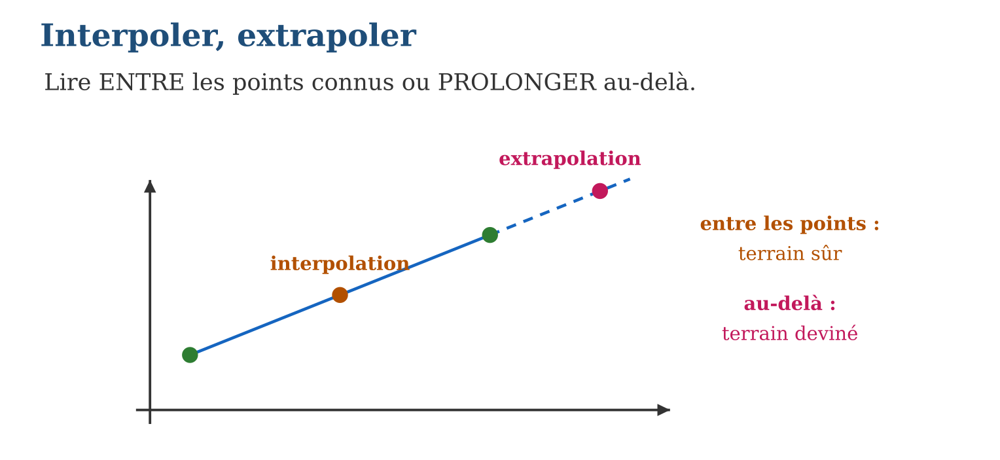 Interpoler, extrapoler
Lire ENTRE les points connus ou PROLONGER au-delà.
extrapolation
interpolation
entre les points :
terrain sûr
au-delà :
terrain deviné